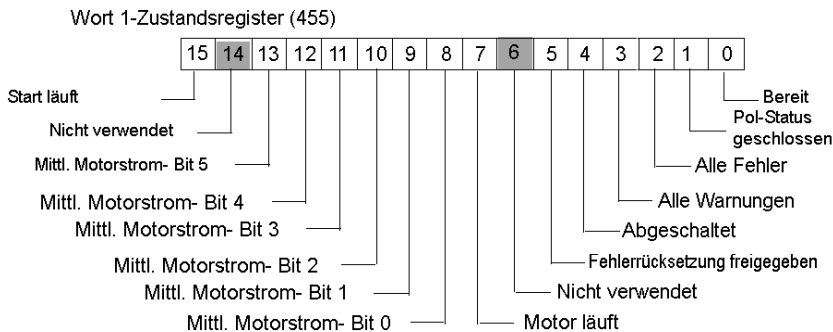 Wort 1-Zustandsregister (455)
15 14 13 12 11 10 9 8 7 6 5 4 3 2 1 0
Start läuft
Bereit
Nicht verwendet
Pol-Status
geschlossen
Mittl. Motorstrom- Bit 5
Alle Fehler
Mittl. Motorstrom- Bit 4
Alle Warnungen
Mittl. Motorstrom- Bit 3
Abgeschaltet
Mittl. Motorstrom- Bit 2
Fehlerrücksetzung freigegeben
Mittl. Motorstrom- Bit 1
Nicht verwendet
Mittl. Motorstrom- Bit 0
Motor läuft